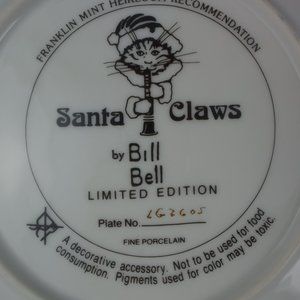 FRANKLIN MINT HEIRLOOM RECOMMENDATION
Santa Claws
by Bill
Bell
LIMITED EDITION
Plate No.
FINE PORCELAIN
A decorative accessory. Not to be used for food
consumption. Pigments used for color may be toxic.